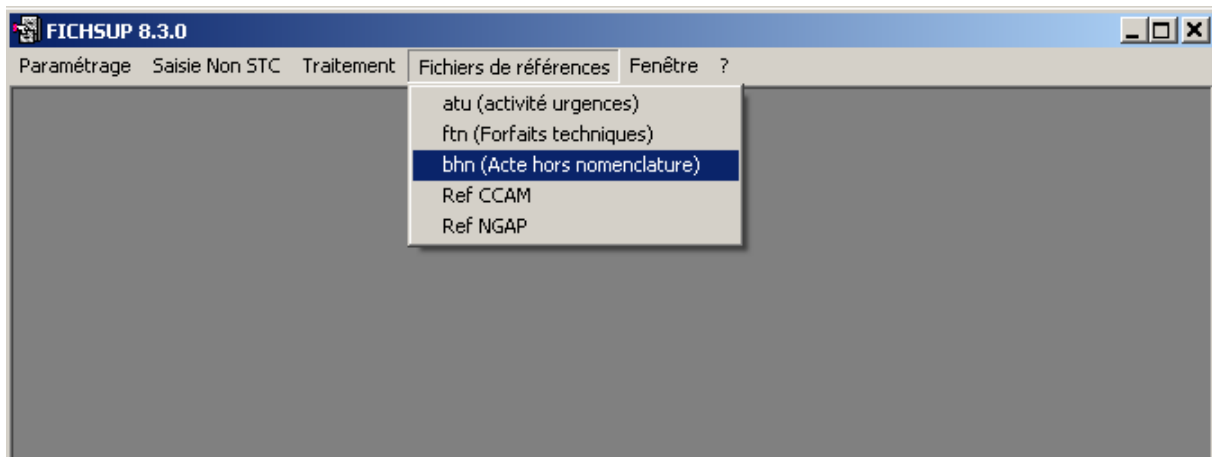 FICHSUP 8.3.0
Paramétrage Saisie Non STC Traitement Fichiers de références Fenêtre ?
atu (activité urgences)
ftn (Forfaits techniques)
bhn (Acte hors nomenclature)
Ref CCAM
Ref NGAP